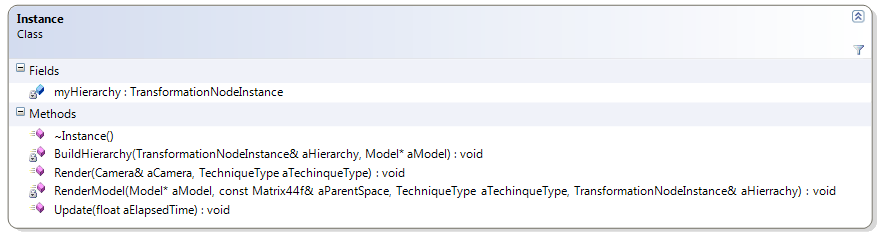 Instance
Class
Fields
myHierarchy : TransformationNodeInstance
Methods
~Instance()
BuildHierarchy(TransformationNodeInstance& aHierarchy, Model* aModel) : void
Render(Camera& aCamera, TechniqueType aTechinqueType) : void
RenderModel(Model* aModel, const Matrix44f& aParentSpace, TechniqueType aTechinqueType, TransformationNodeInstance& aHierrachy) : void
Update(float aElapsedTime) : void